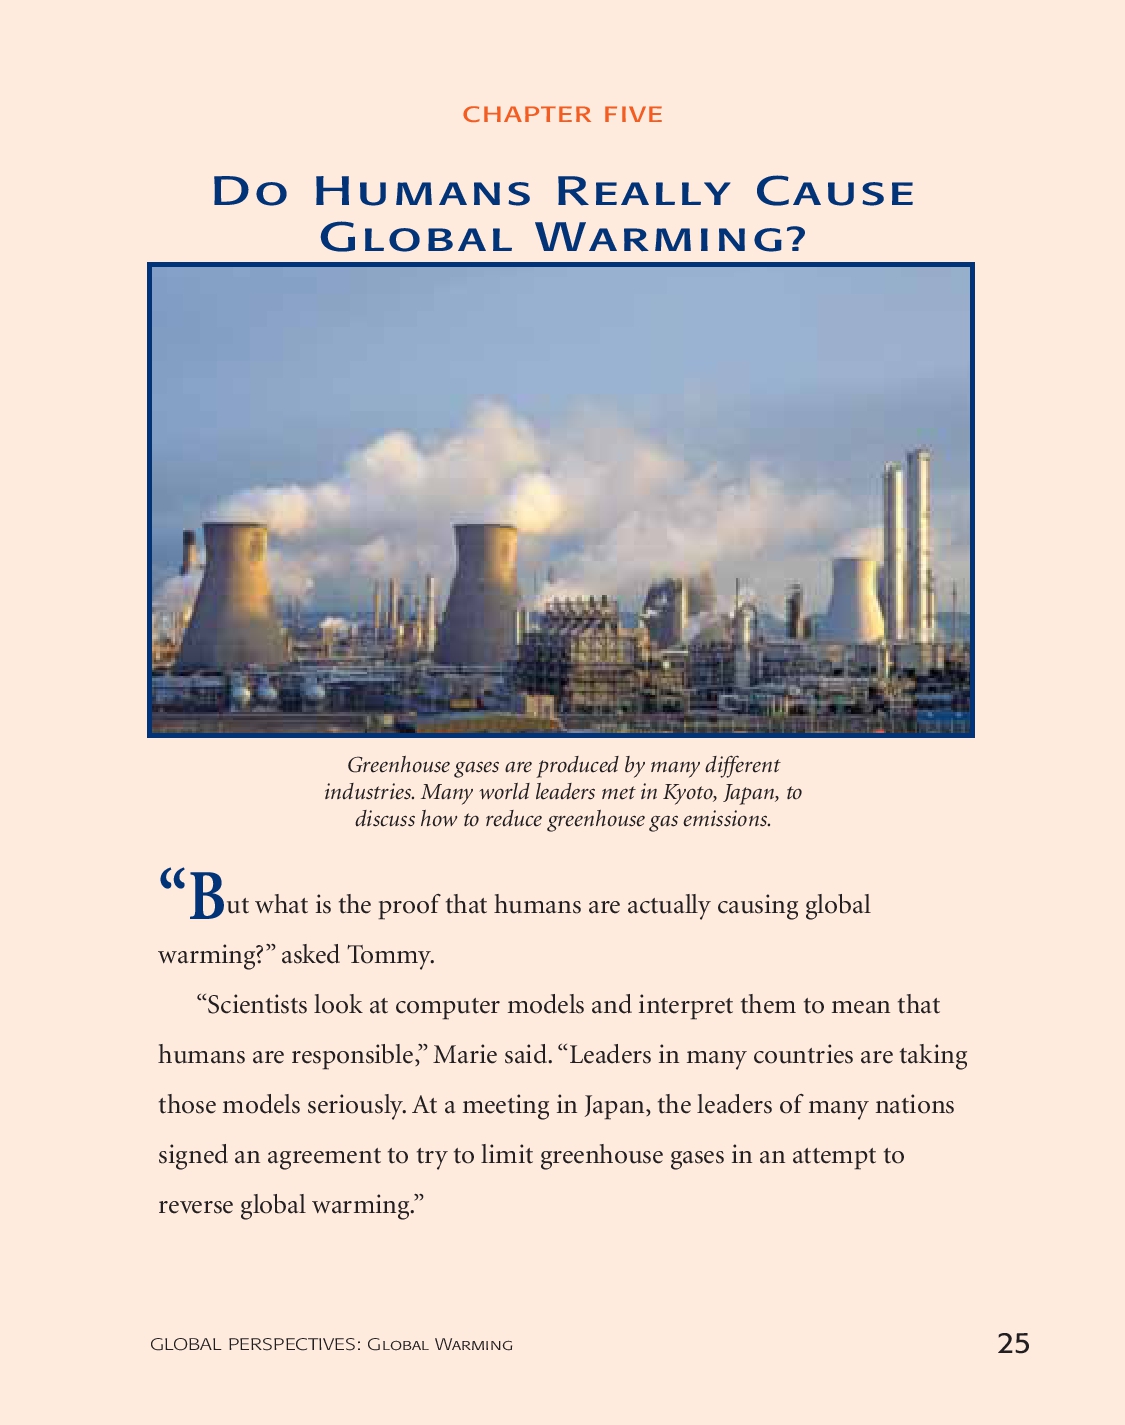 CHAPTER FIVE
DO HUMANS REALLY CAUSE
GLOBAL WARMING?
Greenhouse gases are produced by many different
industries. Many world leaders met in Kyoto, Japan, to
discuss how to reduce greenhouse gas emissions.
“But what is the proof that humans are actually causing global
warming?” asked Tommy.
“Scientists look at computer models and interpret them to mean that
humans are responsible,” Marie said. “Leaders in many countries are taking
those models seriously. At a meeting in Japan, the leaders of many nations
signed an agreement to try to limit greenhouse gases in an attempt to
reverse global warming.”
GLOBAL PERSPECTIVES: GLOBAL WARMING
25